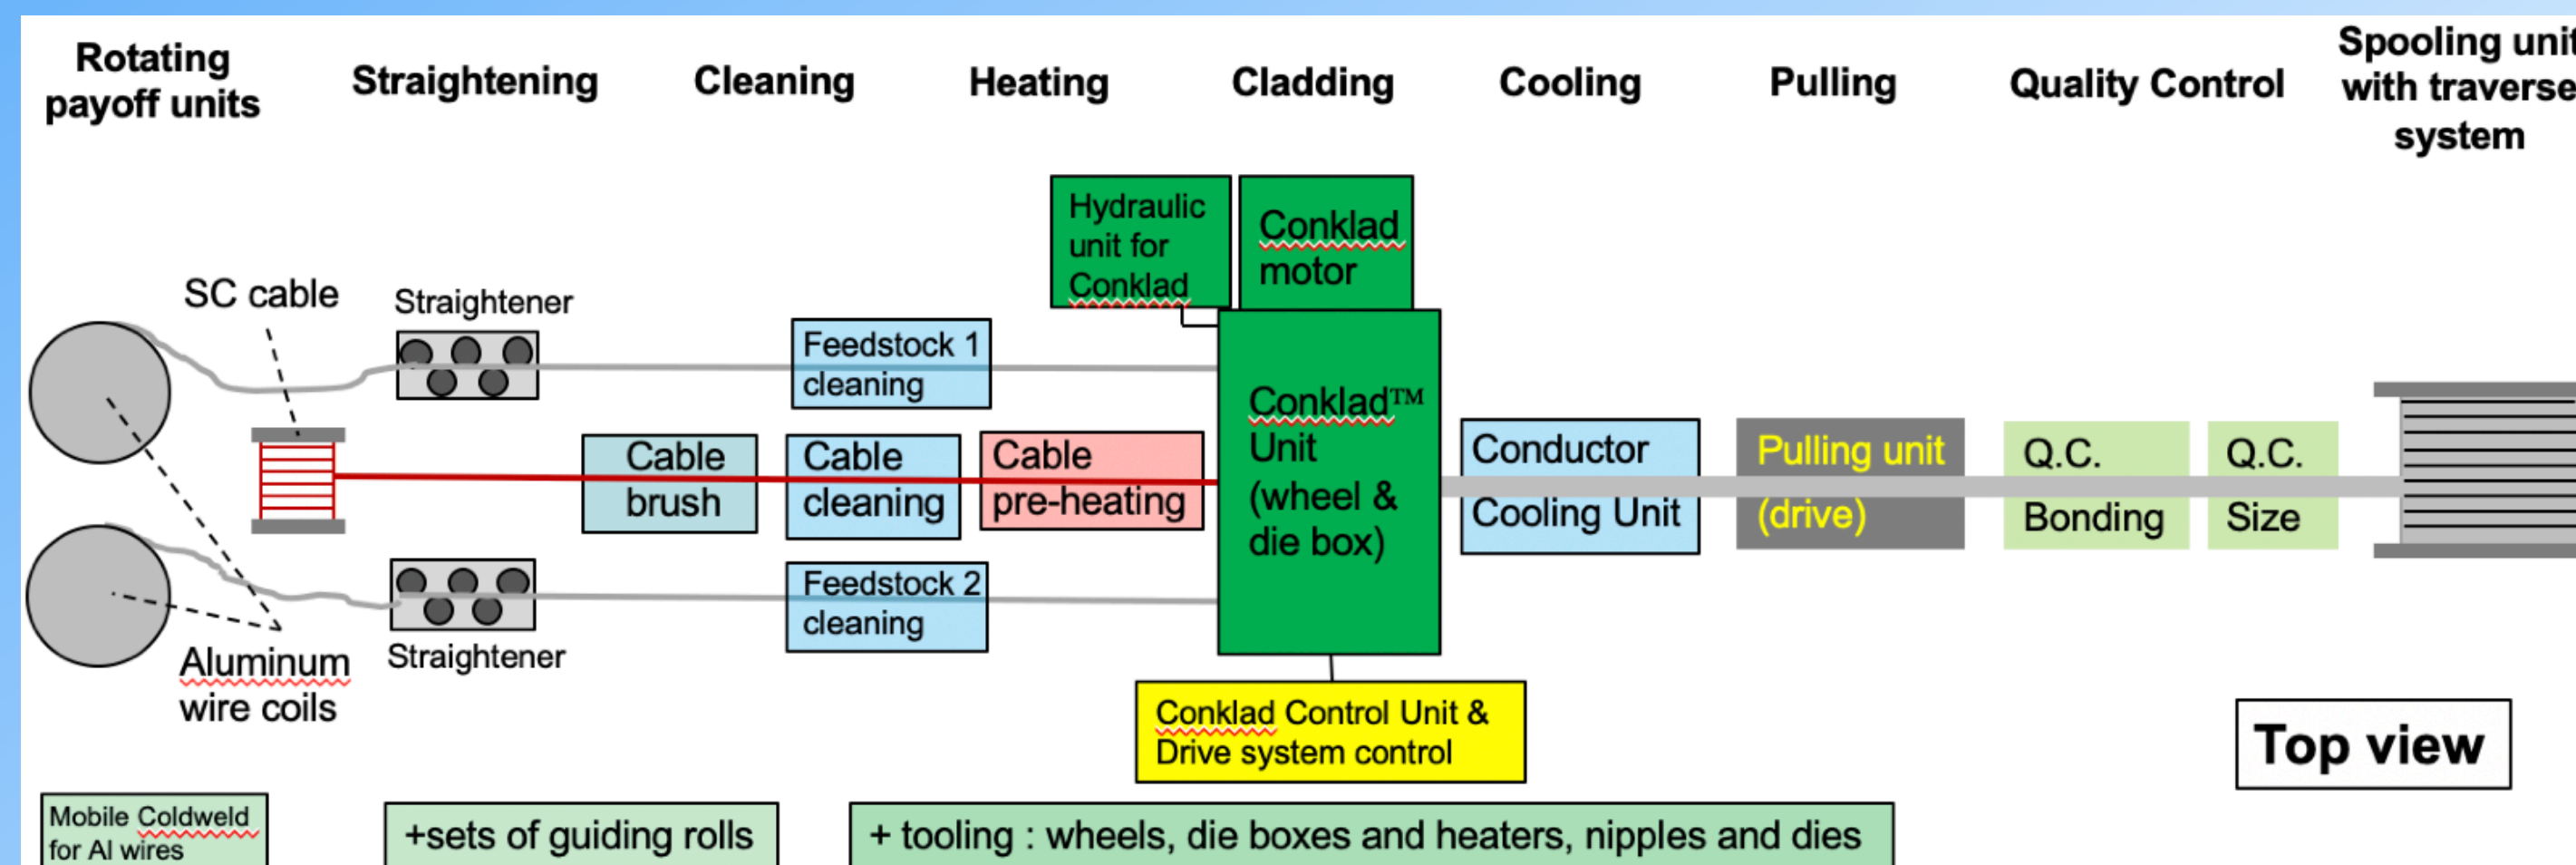 Rotating
payoff units
Straightening
Cleaning
Heating
Cladding
Cooling
Pulling
Quality Control
Spooling unit
with traverse
system
Hydraulic
unit for
Conklad
Conklad
motor
SC cable
Straightener
Feedstock 1
cleaning
Cable
brush
Cable
cleaning
Cable
pre-heating
Conklad™
Unit
(wheel &
die box)
Conductor
Cooling Unit
Pulling unit
(drive)
Q.C.
Bonding
Q.C.
Size
Feedstock 2
cleaning
Straightener
Aluminum
wire coils
Conklad Control Unit &
Drive system control
Top view
Mobile Coldweld
for Al wires
+sets of guiding rolls
+ tooling : wheels, die boxes and heaters, nipples and dies